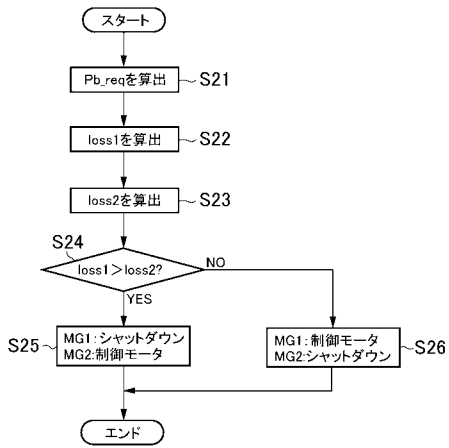 スタート
Pb_reqを算出
S21
loss1を算出
S22
loss2を算出
S23
S24
loss1＞loss2?
NO
YES
S25
MG1：シャットダウン
MG2：制御モータ
MG1：制御モータ
MG2：シャットダウン
S26
エンド